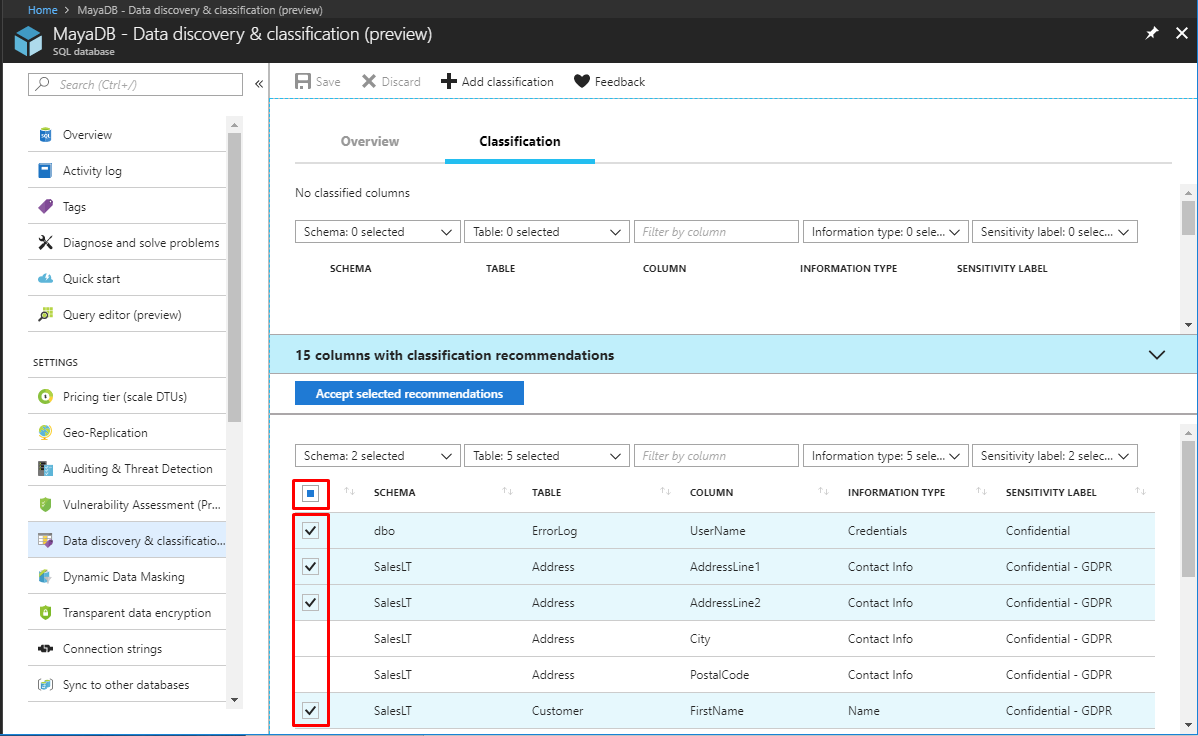 Home > MayaDB - Data discovery & classification (preview)
MayaDB - Data discovery & classification (preview)
SQL database
Search (Ctrl+/)
«
Save
Discard
Add classification
Feedback
Overview
Activity log
Tags
Diagnose and solve problems
Quick start
Query editor (preview)
SETTINGS
Pricing tier (scale DTUs)
Geo-Replication
Auditing & Threat Detection
Vulnerability Assessment (Pr...
Data discovery & classificatio...
Dynamic Data Masking
Transparent data encryption
Connection strings
Sync to other databases
Overview
Classification
No classified columns
Schema: 0 selected
Table: 0 selected
Filter by column
Information type: 0 sele...
Sensitivity label: 0 selec...
SCHEMA TABLE COLUMN INFORMATION TYPE SENSITIVITY LABEL
15 columns with classification recommendations
Accept selected recommendations
Schema: 2 selected
Table: 5 selected
Filter by column
Information type: 5 sele...
Sensitivity label: 2 selec...
SCHEMA TABLE COLUMN INFORMATION TYPE SENSITIVITY LABEL
dbo ErrorLog UserName Credentials Confidential
SalesLT Address AddressLine1 Contact Info Confidential - GDPR
SalesLT Address AddressLine2 Contact Info Confidential - GDPR
SalesLT Address City Contact Info Confidential - GDPR
SalesLT Address PostalCode Contact Info Confidential - GDPR
SalesLT Customer FirstName Name Confidential - GDPR